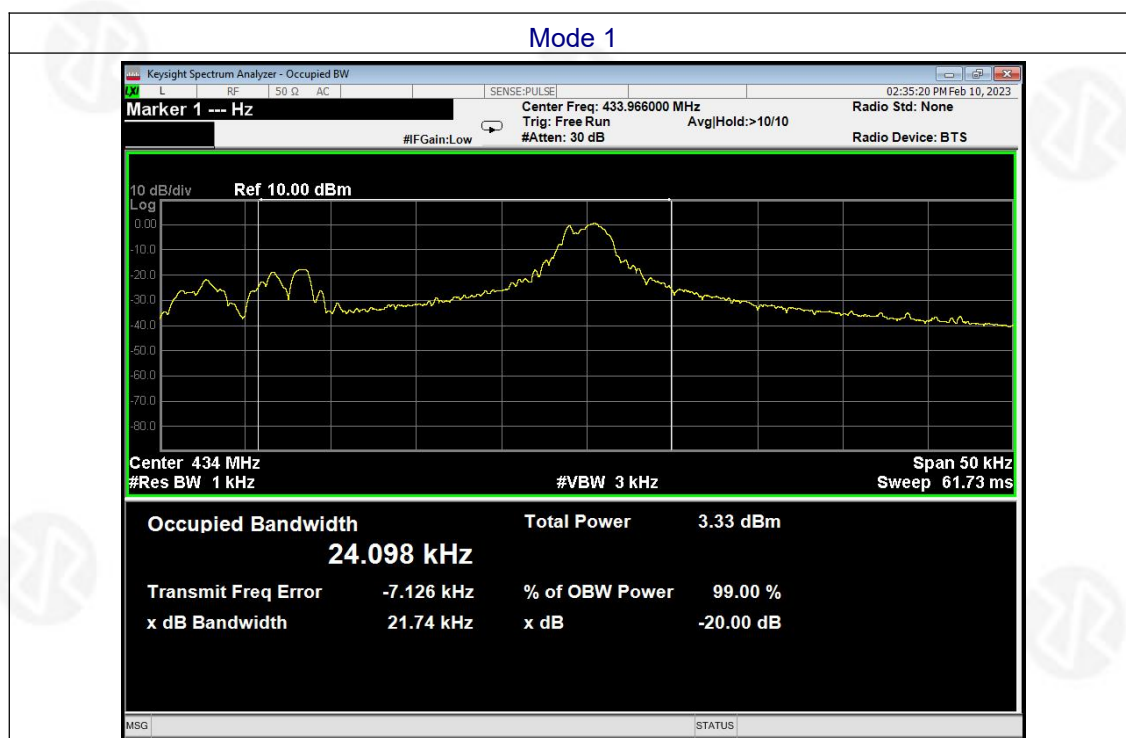 Mode 1
Keysight Spectrum Analyzer - Occupied BW
LXI L RF 50 Ω AC SENSE:PULSE 02:35:20 PM Feb 10, 2023
Marker 1 --- Hz Center Freq: 433.966000 MHz Radio Std: None
Trig: Free Run Avg|Hold:>10/10
#IFGain:Low #Atten: 30 dB Radio Device: BTS
10 dB/div Ref 10.00 dBm
Log
0.00
-10.0
-20.0
-30.0
-40.0
-50.0
-60.0
-70.0
-80.0
Center 434 MHz Span 50 kHz
#Res BW 1 kHz #VBW 3 kHz Sweep 61.73 ms
Occupied Bandwidth Total Power 3.33 dBm
24.098 kHz
Transmit Freq Error -7.126 kHz % of OBW Power 99.00 %
x dB Bandwidth 21.74 kHz x dB -20.00 dB
MSG STATUS